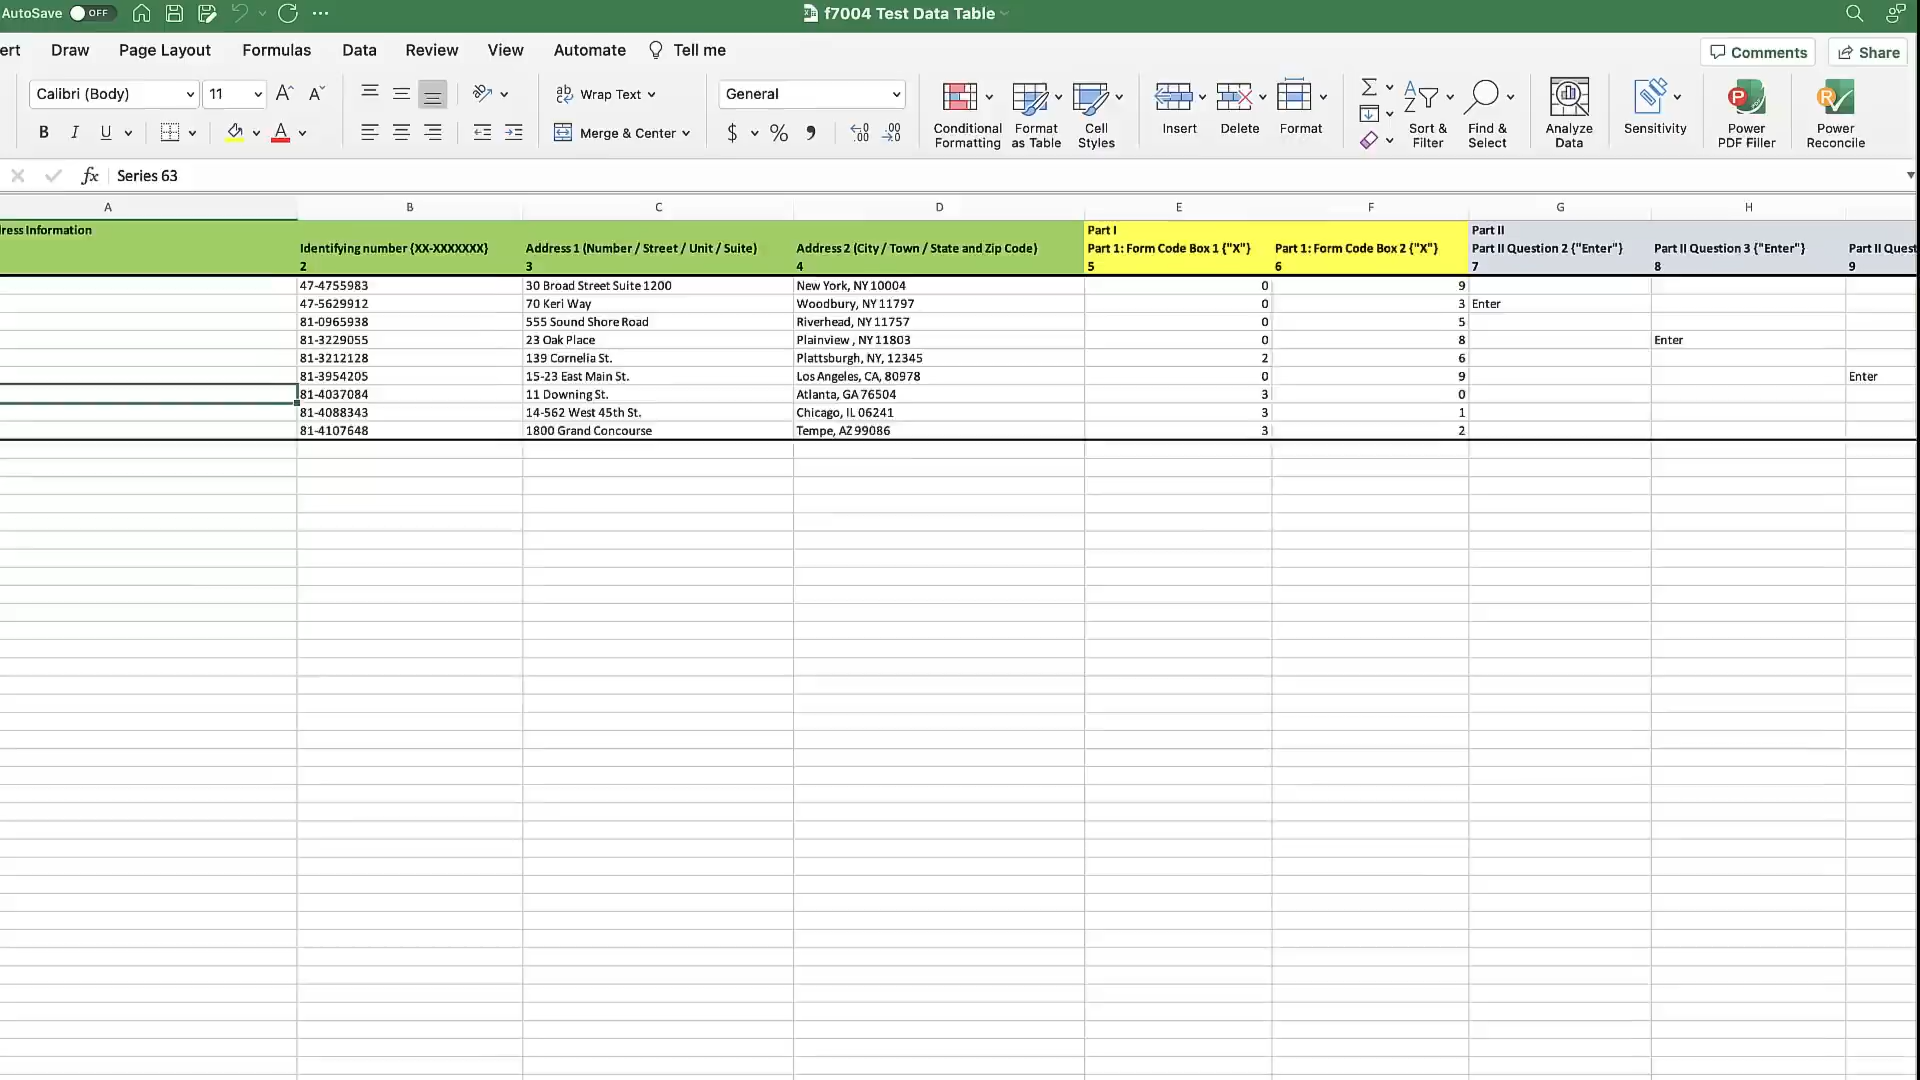 AutoSave OFF f7004 Test Data Table
ert Draw Page Layout Formulas Data Review View Automate Tell me Comments Share
Calibri (Body) 11 Wrap Text General
B I U Merge & Center $ % Conditional Formatting Format as Table Cell Styles Insert Delete Format Sort & Filter Find & Select Analyze Data Sensitivity Power PDF Filler Power Reconcile
fx Series 63
A B C D E F G H
ress Information Part I Part II
Identifying number {XX-XXXXXXX} Address 1 (Number / Street / Unit / Suite) Address 2 (City / Town / State and Zip Code) Part 1: Form Code Box 1 {"X"} Part 1: Form Code Box 2 {"X"} Part II Question 2 {"Enter"} Part II Question 3 {"Enter"} Part II Quest
2 3 4 5 6 7 8 9
47-4755983 30 Broad Street Suite 1200 New York, NY 10004 0 9
47-5629912 70 Keri Way Woodbury, NY 11797 0 3 Enter
81-0965938 555 Sound Shore Road Riverhead, NY 11757 0 5
81-3229055 23 Oak Place Plainview , NY 11803 0 8 Enter
81-3212128 139 Cornelia St. Plattsburgh, NY, 12345 2 6
81-3954205 15-23 East Main St. Los Angeles, CA, 80978 0 9 Enter
81-4037084 11 Downing St. Atlanta, GA 76504 3 0
81-4088343 14-562 West 45th St. Chicago, IL 06241 3 1
81-4107648 1800 Grand Concourse Tempe, AZ 99086 3 2